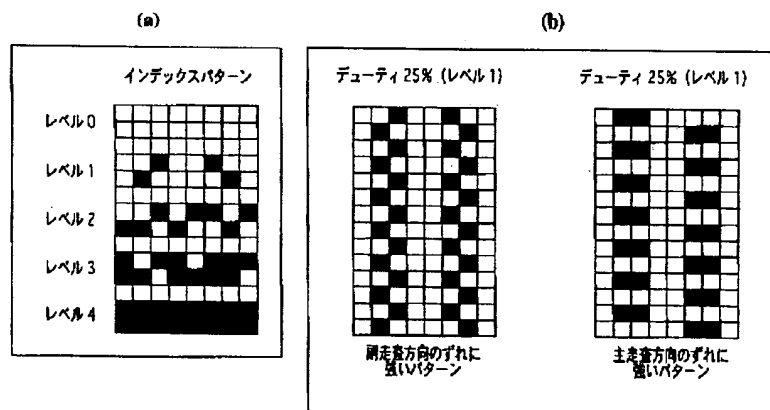 (a)
(b)
インデックスパターン
レベル0
レベル1
レベル2
レベル3
レベル4
デューティ25%(レベル1)
デューティ25%(レベル1)
副走査方向のずれに
強いパターン
主走査方向のずれに
強いパターン